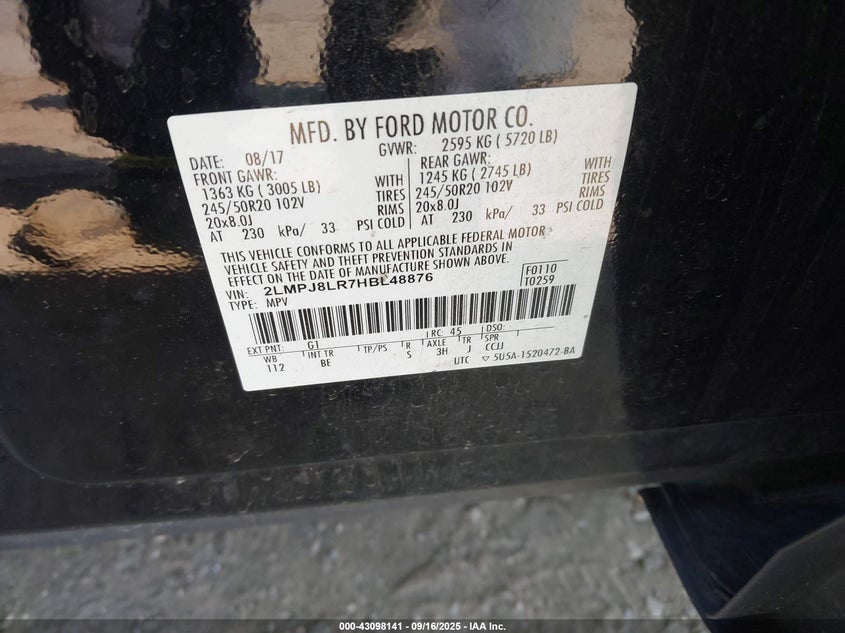 MFD. BY FORD MOTOR CO.
DATE: 08/17 GVWR: 2595 KG ( 5720 LB)
FRONT GAWR: REAR GAWR:
1363 KG ( 3005 LB) WITH 1245 KG ( 2745 LB) WITH
245/50R20 102V TIRES 245/50R20 102V TIRES
20x8.0J RIMS 20x8.0J RIMS
AT 230 kPa/ 33 PSI COLD AT 230 kPa/ 33 PSI COLD
THIS VEHICLE CONFORMS TO ALL APPLICABLE FEDERAL MOTOR
VEHICLE SAFETY AND THEFT PREVENTION STANDARDS IN
EFFECT ON THE DATE OF MANUFACTURE SHOWN ABOVE.
VIN: 2LMPJ8LR7HBL48876 F0110
TYPE: MPV T0259
EXT PNT: G1 RC: 45 DSO:
WB INT TR TP/PS R AXLE TR SPR
112 BE S 3H J CCJJ
UTC ▽ 5U5A-1520472-BA
000-43098141 - 09/16/2025 - IAA Inc.